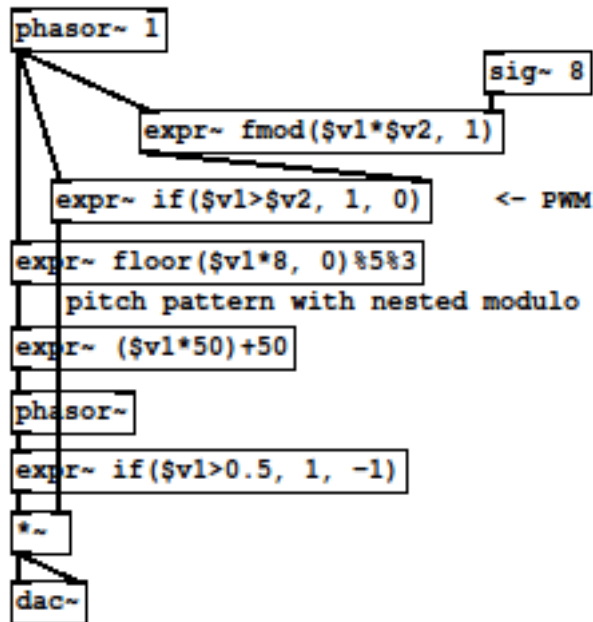 phasor~ 1
sig~ 8
expr~ fmod($v1*$v2, 1)
expr~ if($v1>$v2, 1, 0) <- PWM
expr~ floor($v1*8, 0)%5%3
pitch pattern with nested modulo
expr~ ($v1*50)+50
phasor~
expr~ if($v1>0.5, 1, -1)
*~
dac~